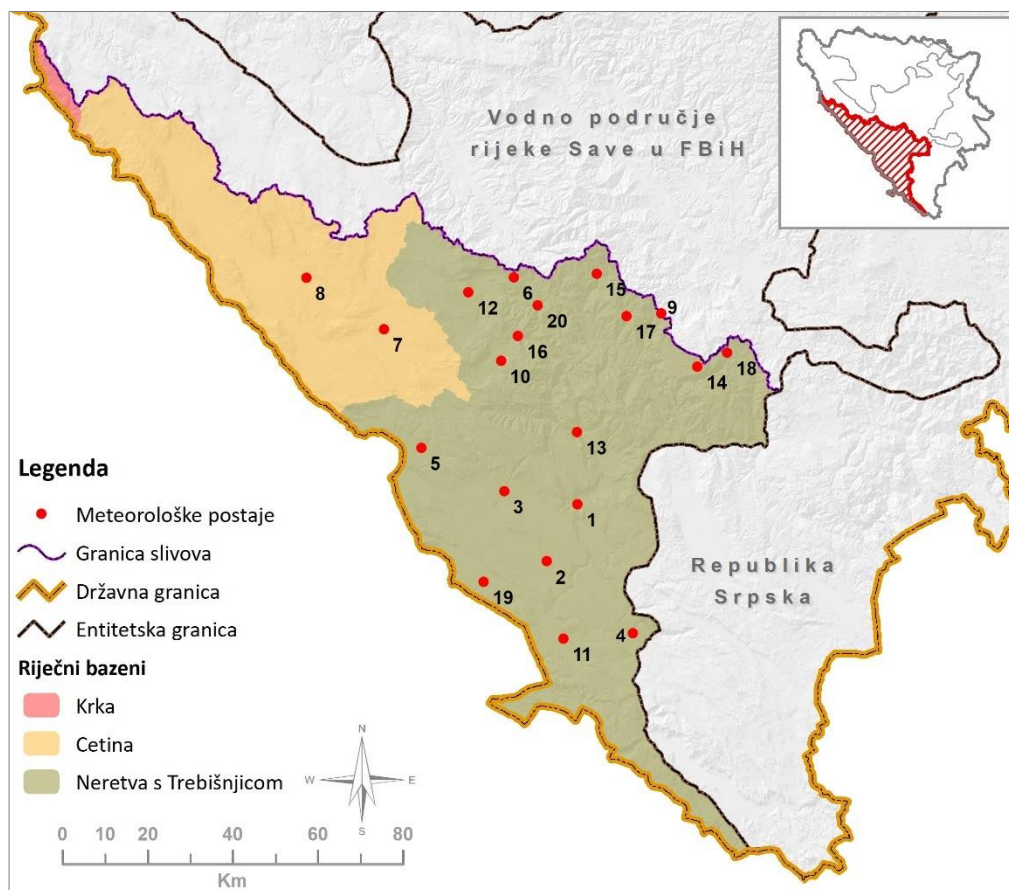 Vodno područje
rijeke Save u FBiH
8
7
12
6
20
16
10
15
17
9
14
18
13
5
3
1
2
19
4
11
Republika
Srpska
Legenda
Meteorološke postaje
Granica slivova
Državna granica
Entitetska granica
Riječni bazeni
Krka
Cetina
Neretva s Trebišnjicom
N
W E
S
0 10 20 40 60 80
Km